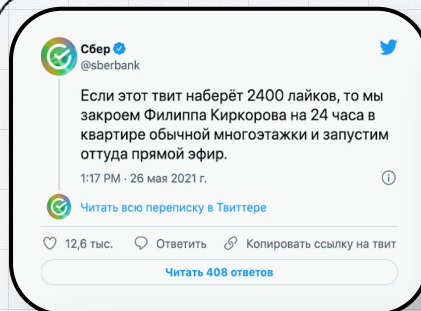 Сбер
@sberbank
Если этот твит наберёт 2400 лайков, то мы
закроем Филиппа Киркорова на 24 часа в
квартире обычной многоэтажки и запустим
оттуда прямой эфир.
1:17 PM · 26 мая 2021 г.
Читать всю переписку в Твиттере
12,6 тыс. Ответить Копировать ссылку на твит
Читать 408 ответов